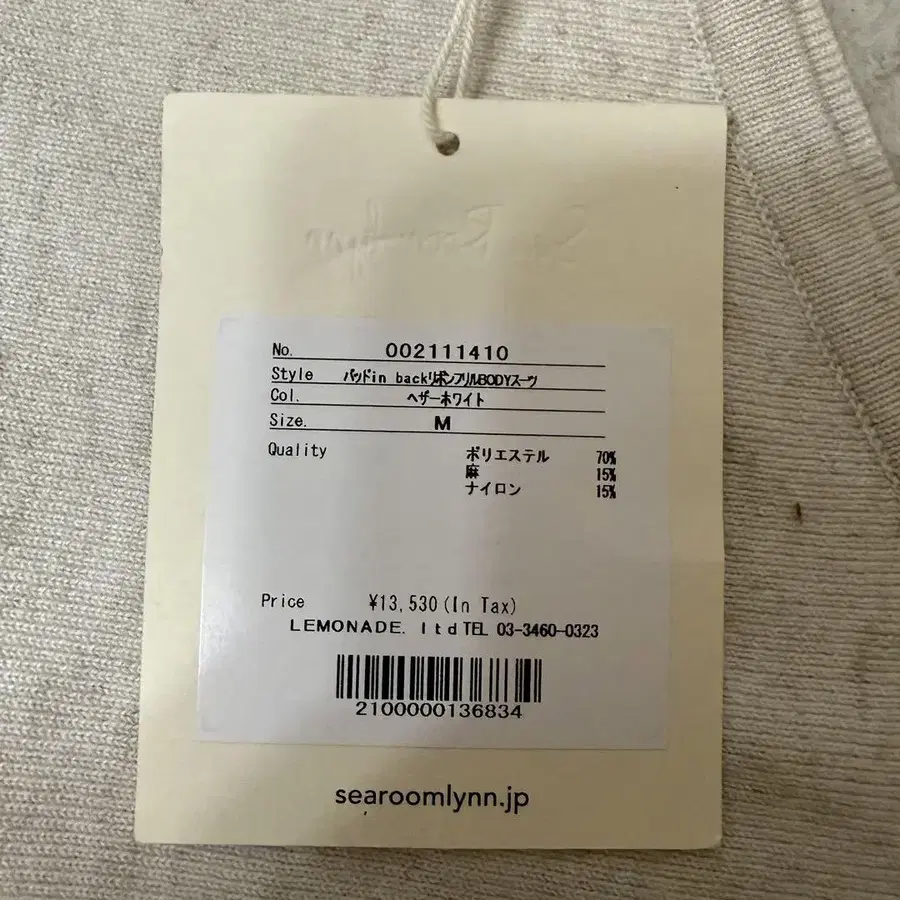 No. 002111410
Style パッドin backリボンフリルBODYスーツ
Col. ヘザーホワイト
Size. M
Quality ポリエステル 70%
麻 15%
ナイロン 15%
Price ¥13,530(In Tax)
LEMONADE. ltd TEL 03-3460-0323
2100000136834
searoomlynn.jp